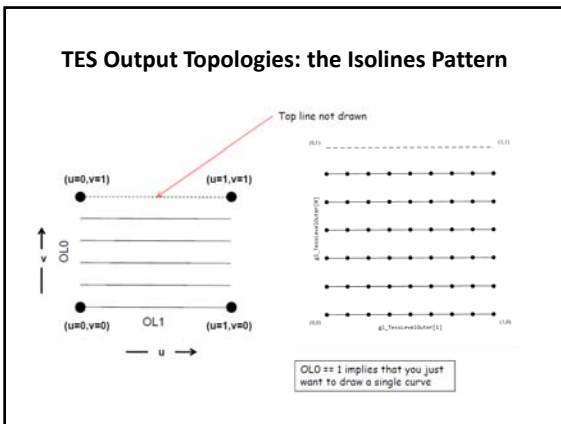 TES Output Topologies: the Isolines Pattern
Top line not drawn
(u=0,v=1)
(u=1,v=1)
v
OL0
(u=0,v=0)
OL1
(u=1,v=0)
u
(0,1)
(1,1)
gl_TessLevelOuter[0]
(0,0)
gl_TessLevelOuter[1]
(1,0)
OL0 == 1 implies that you just
want to draw a single curve